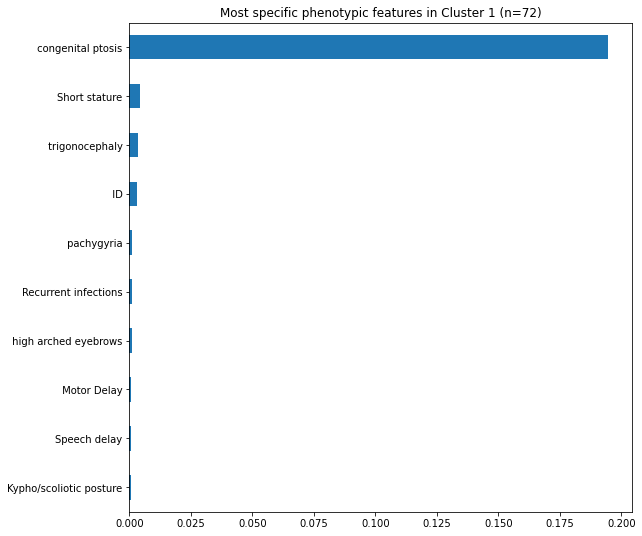 Most specific phenotypic features in Cluster 1 (n=72)
congenital ptosis
Short stature
trigonocephaly
ID
pachygyria
Recurrent infections
high arched eyebrows
Motor Delay
Speech delay
Kypho/scoliotic posture
0.000 0.025 0.050 0.075 0.100 0.125 0.150 0.175 0.200